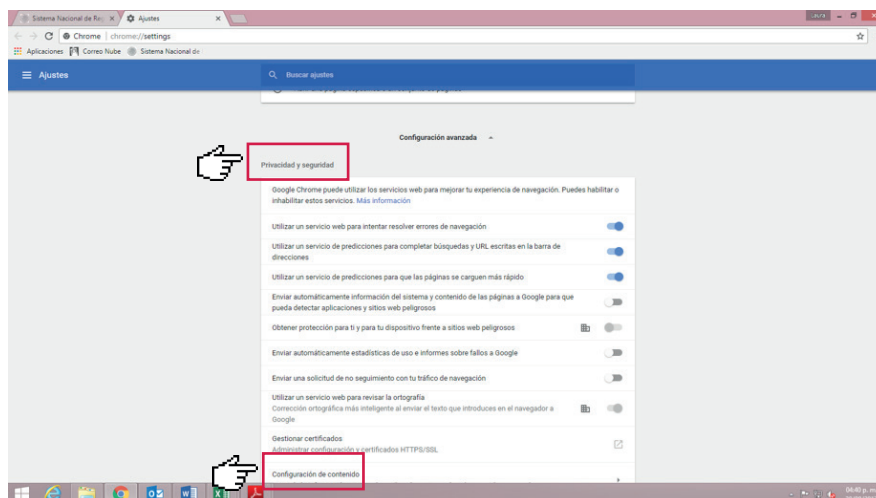 Sistema Nacional de Re
Ajustes
Chrome | chrome://settings
Aplicaciones
Correo Nube
Sistema Nacional de
Ajustes
Buscar ajustes
Configuración avanzada
Privacidad y seguridad
Google Chrome puede utilizar los servicios web para mejorar tu experiencia de navegación. Puedes habilitar o
inhabilitar estos servicios. Más información
Utilizar un servicio web para intentar resolver errores de navegación
Utilizar un servicio de predicciones para completar búsquedas y URL escritas en la barra de
direcciones
Utilizar un servicio de predicciones para que las páginas se carguen más rápido
Enviar automáticamente información del sistema y contenido de las páginas a Google para que
pueda detectar aplicaciones y sitios web peligrosos
Obtener protección para ti y para tu dispositivo frente a sitios web peligrosos
Enviar automáticamente estadísticas de uso e informes sobre fallos a Google
Enviar una solicitud de no seguimiento con tu tráfico de navegación
Utilizar un servicio web para revisar la ortografía
Corrección ortográfica más inteligente al enviar el texto que introduces en el navegador a
Google
Gestionar certificados
Administrar configuración y certificados HTTPS/SSL
Configuración de contenido
04:40 p. m.